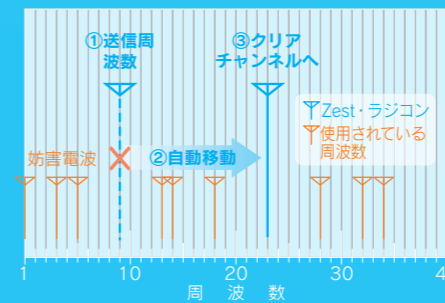 ①送信周
波数
③クリア
チャンネルへ
Zest・ラジコン
使用されている
周波数
妨害電波
②自動移動
1 10 20 30
周 波 数